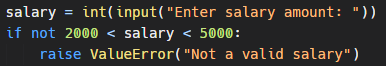 salary = int(input("Enter salary amount: "))
if not 2000 < salary < 5000:
    raise ValueError("Not a valid salary")